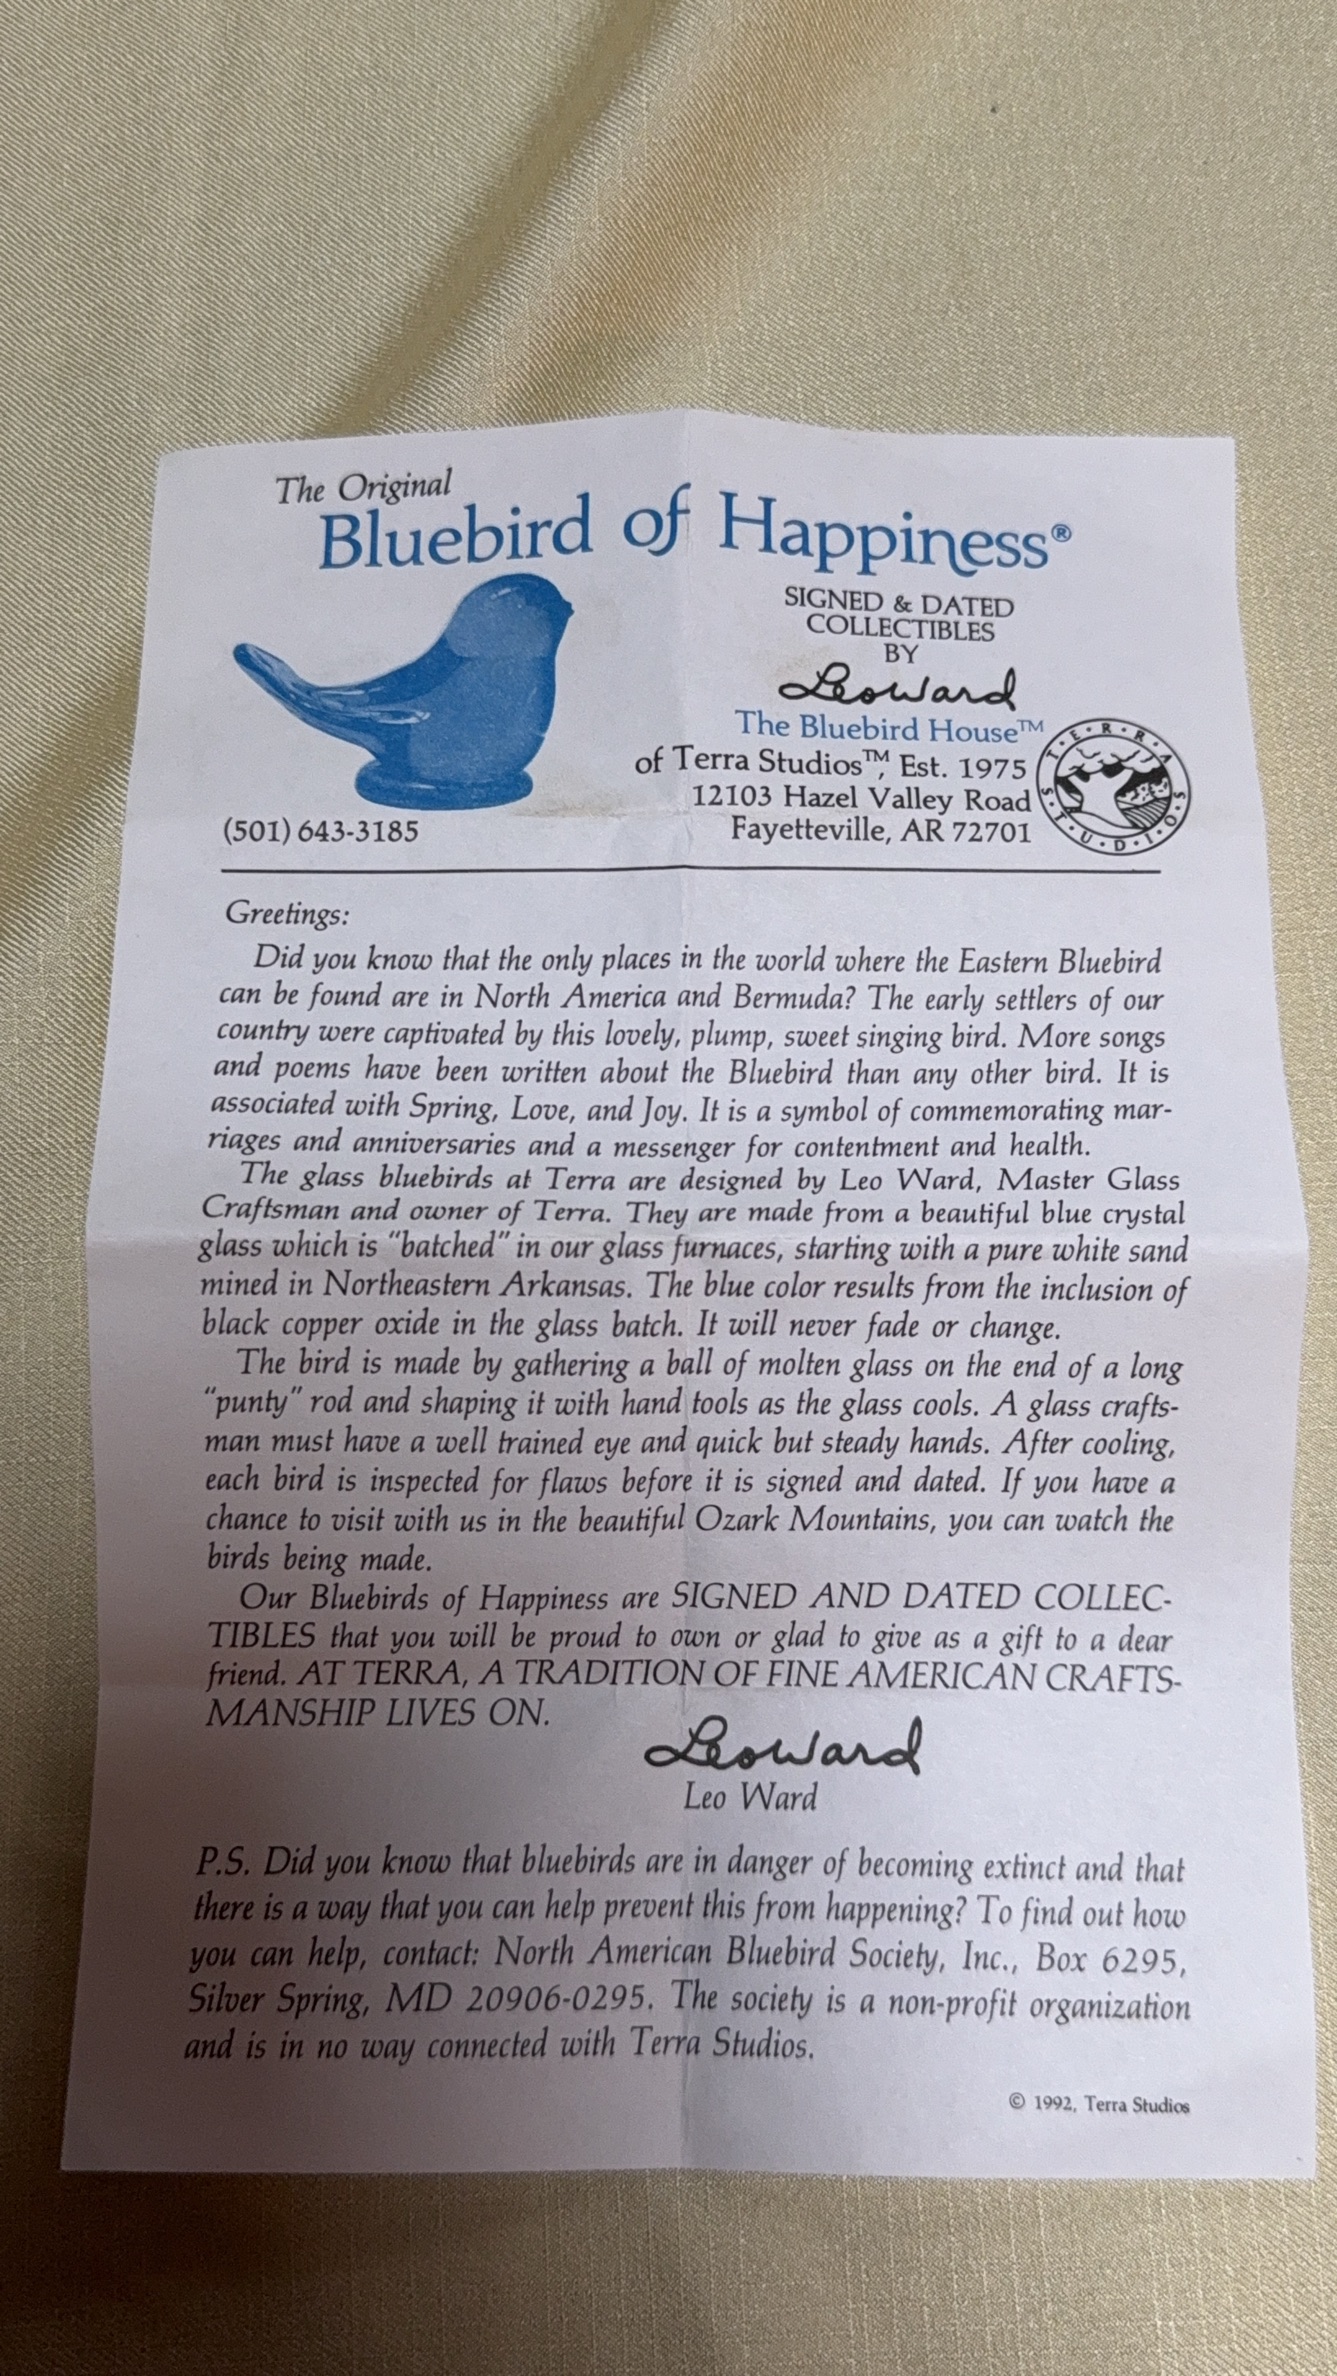 The Original
Bluebird of Happiness®
SIGNED & DATED
COLLECTIBLES
BY
Leo Ward
The Bluebird House™
of Terra Studios™, Est. 1975
12103 Hazel Valley Road
Fayetteville, AR 72701
(501) 643-3185
T·E·R·R·A
S·T·U·D·I·O·S
Greetings:
Did you know that the only places in the world where the Eastern Bluebird
can be found are in North America and Bermuda? The early settlers of our
country were captivated by this lovely, plump, sweet singing bird. More songs
and poems have been written about the Bluebird than any other bird. It is
associated with Spring, Love, and Joy. It is a symbol of commemorating mar-
riages and anniversaries and a messenger for contentment and health.
The glass bluebirds at Terra are designed by Leo Ward, Master Glass
Craftsman and owner of Terra. They are made from a beautiful blue crystal
glass which is "batched" in our glass furnaces, starting with a pure white sand
mined in Northeastern Arkansas. The blue color results from the inclusion of
black copper oxide in the glass batch. It will never fade or change.
The bird is made by gathering a ball of molten glass on the end of a long
"punty" rod and shaping it with hand tools as the glass cools. A glass crafts-
man must have a well trained eye and quick but steady hands. After cooling,
each bird is inspected for flaws before it is signed and dated. If you have a
chance to visit with us in the beautiful Ozark Mountains, you can watch the
birds being made.
Our Bluebirds of Happiness are SIGNED AND DATED COLLEC-
TIBLES that you will be proud to own or glad to give as a gift to a dear
friend. AT TERRA, A TRADITION OF FINE AMERICAN CRAFTS-
MANSHIP LIVES ON.
Leo Ward
Leo Ward
P.S. Did you know that bluebirds are in danger of becoming extinct and that
there is a way that you can help prevent this from happening? To find out how
you can help, contact: North American Bluebird Society, Inc., Box 6295,
Silver Spring, MD 20906-0295. The society is a non-profit organization
and is in no way connected with Terra Studios.
© 1992, Terra Studios